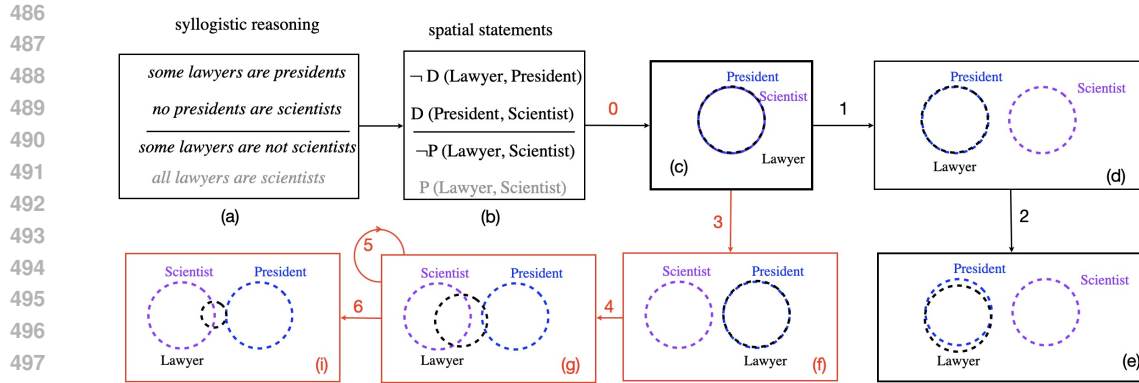 486
487
488
489
490
491
492
493
494
495
496
497
syllogistic reasoning
some lawyers are presidents
no presidents are scientists
some lawyers are not scientists
all lawyers are scientists
(a)
spatial statements
¬ D (Lawyer, President)
D (President, Scientist)
¬P (Lawyer, Scientist)
P (Lawyer, Scientist)
(b)
0
President
Scientist
Lawyer
(c)
1
President
Scientist
Lawyer
(d)
2
3
5
Scientist
President
Lawyer
(i)
6
Scientist
President
Lawyer
(g)
4
Scientist
President
Lawyer
(f)
President
Scientist
Lawyer
(e)